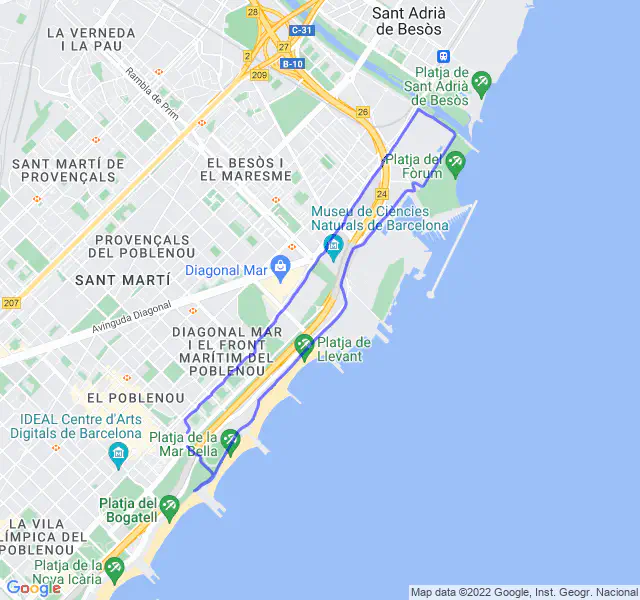 Sant Adrià
de Besòs
28
C-31
LA VERNEDA
I LA PAU
27
2
B-10
209
Rambla de Prim
Platja de
Sant Adrià
de Besòs
26
SANT MARTÍ DE
PROVENÇALS
EL BESÒS I
EL MARESME
Platja del
Fòrum
24
Museu de Ciències
Naturals de Barcelona
PROVENÇALS
DEL POBLENOU
Diagonal Mar
SANT MARTÍ
207
Avinguda Diagonal
DIAGONAL MAR
I EL FRONT
MARÍTIM DEL
POBLENOU
Platja de
Llevant
EL POBLENOU
IDEAL Centre d'Arts
Digitals de Barcelona
Platja de la
Mar Bella
Platja del
Bogatell
LA VILA
OLÍMPICA DEL
POBLENOU
Platja de la
Nova Icària
Google
Map data ©2022 Google, Inst. Geogr. Nacional